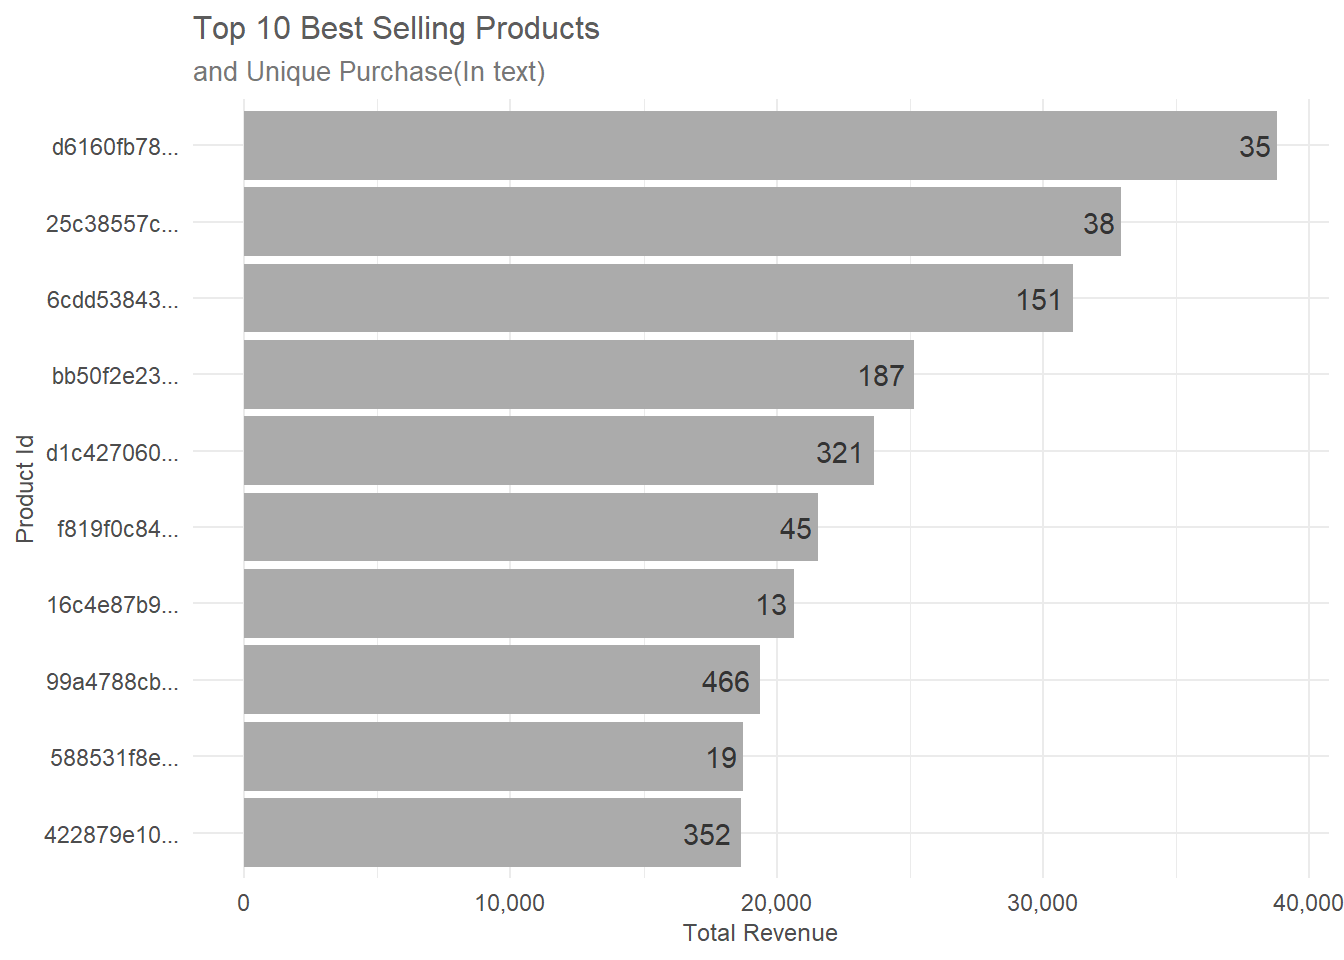 Top 10 Best Selling Products
and Unique Purchase(In text)
d6160fb78... 35
25c38557c... 38
6cdd53843... 151
bb50f2e23... 187
d1c427060... 321
f819f0c84... 45
16c4e87b9... 13
99a4788cb... 466
588531f8e... 19
422879e10... 352
Product Id
0 10,000 20,000 30,000 40,000
Total Revenue